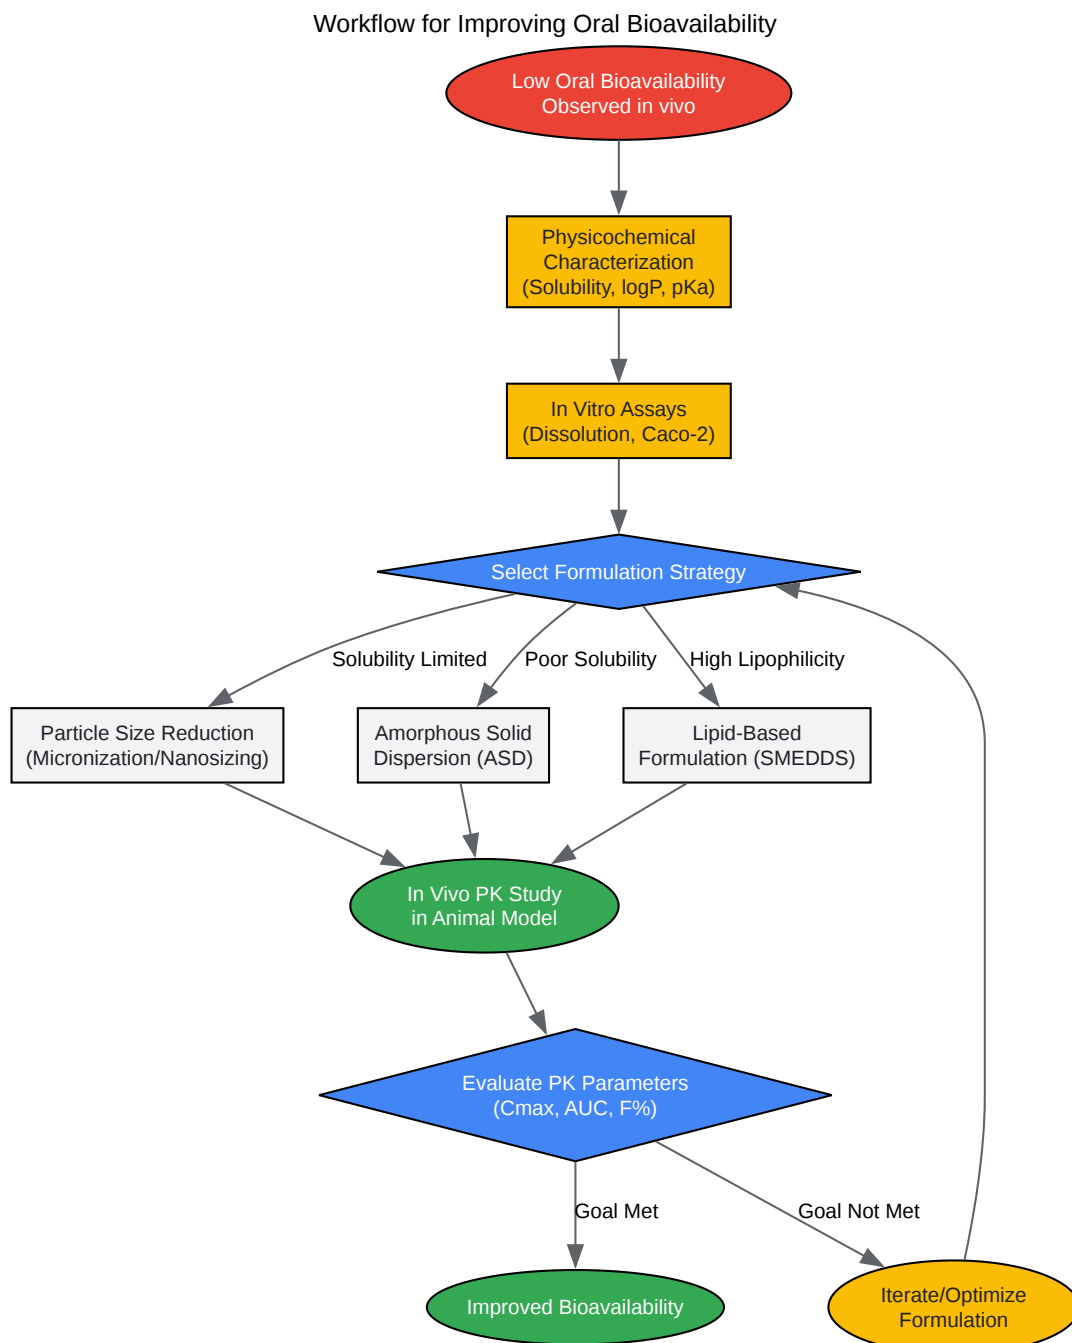 Workflow for Improving Oral Bioavailability
Low Oral Bioavailability
Observed in vivo
Physicochemical
Characterization
(Solubility, logP, pKa)
In Vitro Assays
(Dissolution, Caco-2)
Select Formulation Strategy
Solubility Limited
Poor Solubility
High Lipophilicity
Particle Size Reduction
(Micronization/Nanosizing)
Amorphous Solid
Dispersion (ASD)
Lipid-Based
Formulation (SMEDDS)
In Vivo PK Study
in Animal Model
Evaluate PK Parameters
(Cmax, AUC, F%)
Goal Met
Goal Not Met
Improved Bioavailability
Iterate/Optimize
Formulation